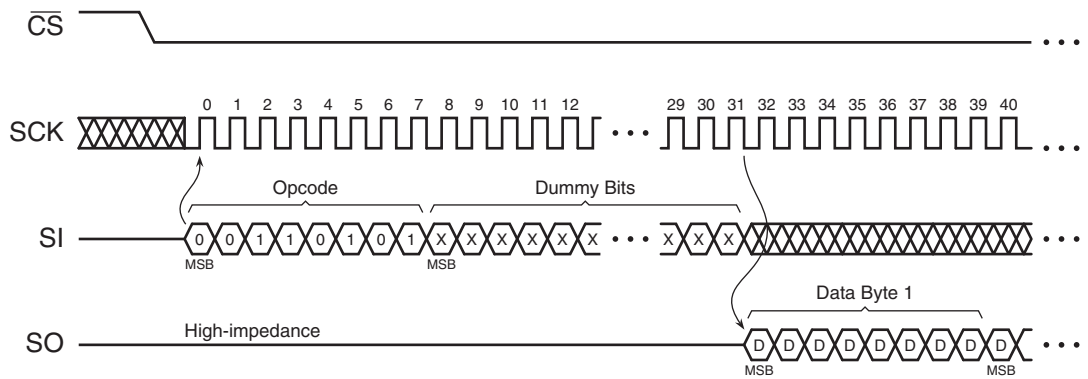 CS
0 1 2 3 4 5 6 7 8 9 10 11 12 29 30 31 32 33 34 35 36 37 38 39 40
SCK
Opcode Dummy Bits
SI 0 0 1 1 0 1 0 1 X X X X X X X X X
MSB MSB
Data Byte 1
High-impedance
SO D D D D D D D D D
MSB MSB